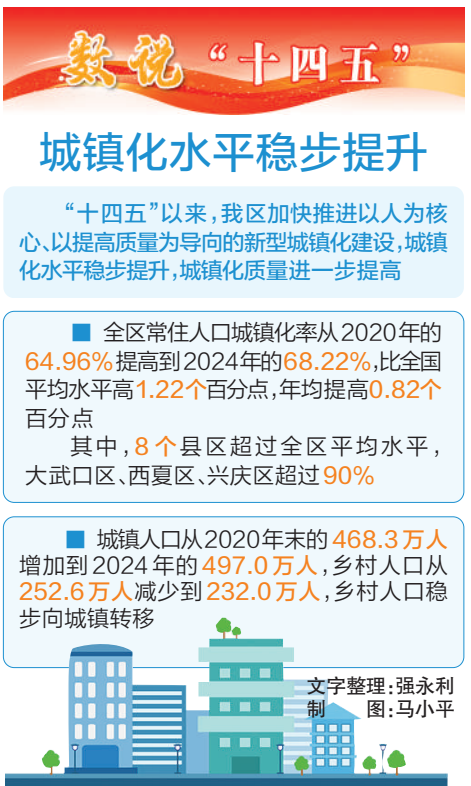 数说“十四五”
城镇化水平稳步提升
“十四五”以来,我区加快推进以人为核
心、以提高质量为导向的新型城镇化建设,城镇
化水平稳步提升,城镇化质量进一步提高
■ 全区常住人口城镇化率从2020年的
64.96%提高到2024年的68.22%,比全国
平均水平高1.22个百分点,年均提高0.82个
百分点
其中,8个县区超过全区平均水平,
大武口区、西夏区、兴庆区超过90%
■ 城镇人口从2020年末的468.3万人
增加到2024年的497.0万人,乡村人口从
252.6万人减少到232.0万人,乡村人口稳
步向城镇转移
文字整理:强永利
制 图:马小平